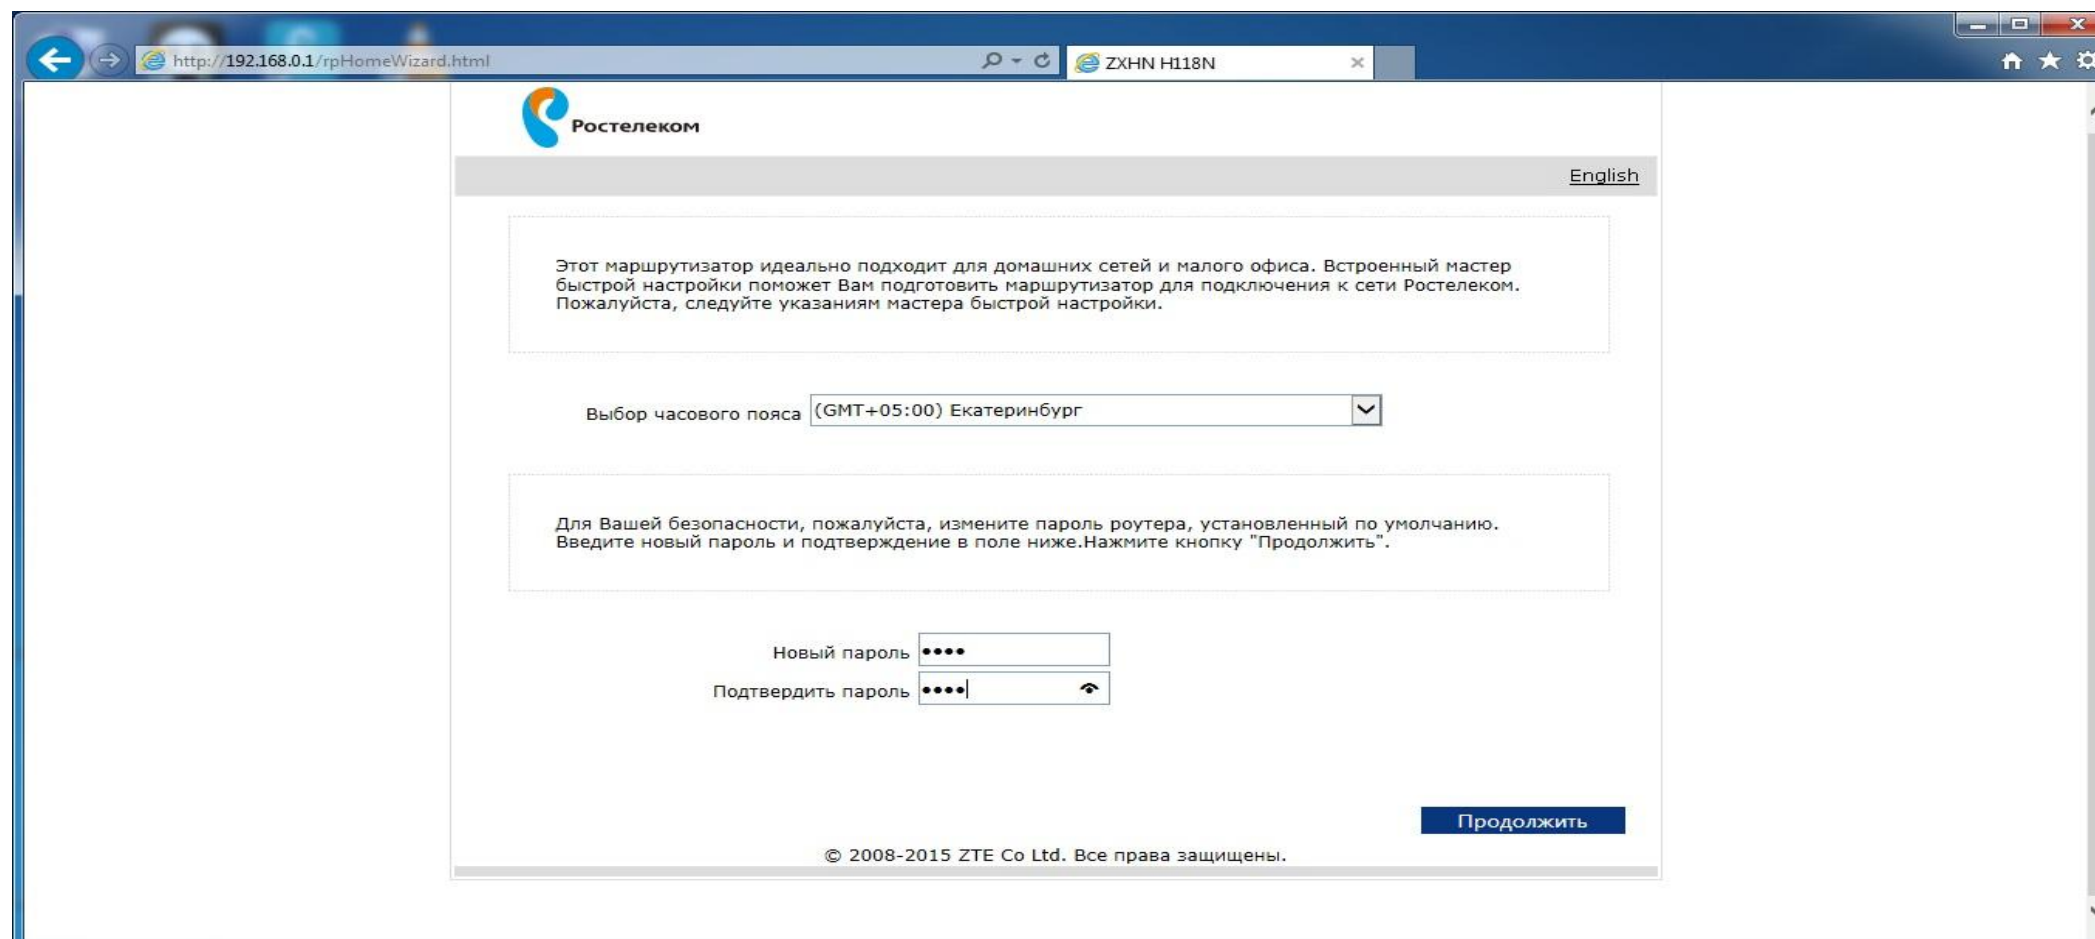 http://192.168.0.1/rpHomeWizard.html
ZXHN H118N
Ростелеком
English
Этот маршрутизатор идеально подходит для домашних сетей и малого офиса. Встроенный мастер
быстрой настройки поможет Вам подготовить маршрутизатор для подключения к сети Ростелеком.
Пожалуйста, следуйте указаниям мастера быстрой настройки.
Выбор часового пояса (GMT+05:00) Екатеринбург
Для Вашей безопасности, пожалуйста, измените пароль роутера, установленный по умолчанию.
Введите новый пароль и подтверждение в поле ниже.Нажмите кнопку "Продолжить".
Новый пароль ••••
Подтвердить пароль ••••
Продолжить
© 2008-2015 ZTE Co Ltd. Все права защищены.